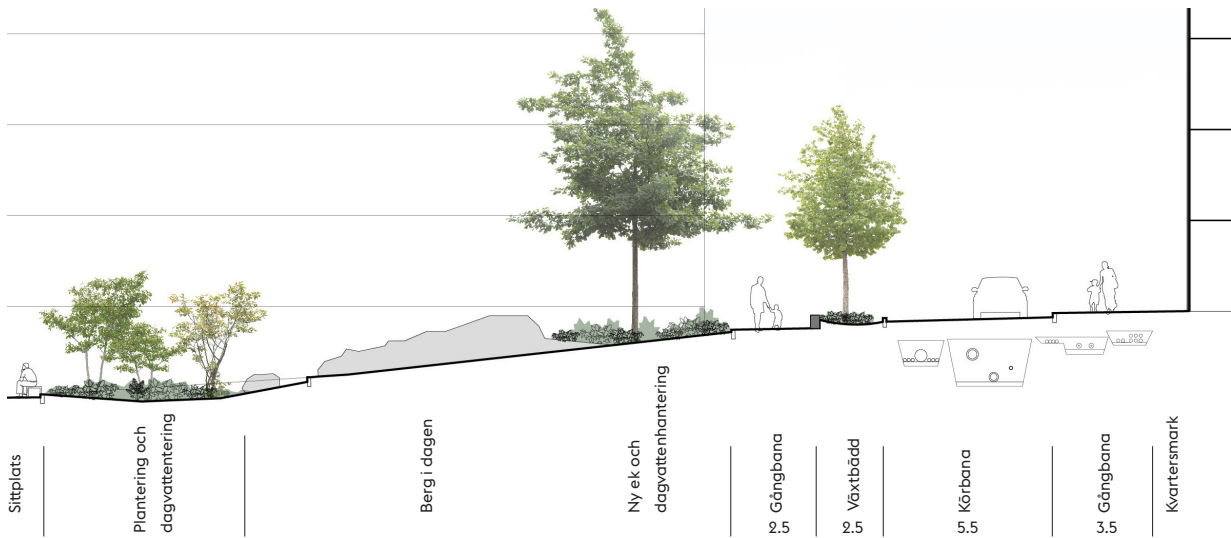 Sittplats
Plantering och
dagvattentering
Berg i dagen
Ny ek och
dagvattenhantering
Gångbana
2.5
Växtbädd
2.5
Körbana
5.5
Gångbana
3.5
Kvartersmark